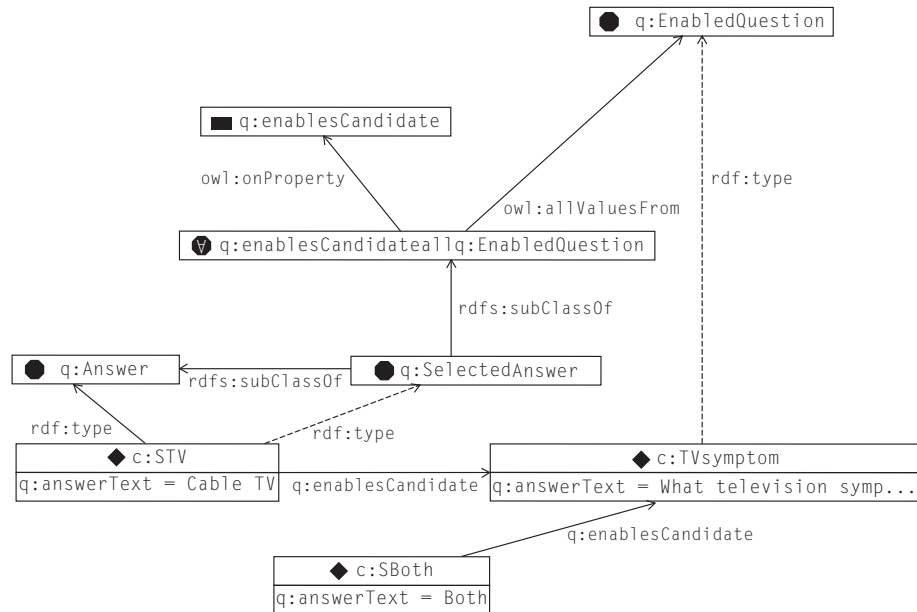 q:EnabledQuestion
q:enablesCandidate
owl:onProperty
rdf:type
owl:allValuesFrom
∀ q:enablesCandidateallq:EnabledQuestion
rdfs:subClassOf
q:Answer
rdfs:subClassOf
q:SelectedAnswer
rdf:type
rdf:type
c:STV
q:answerText = Cable TV
q:enablesCandidate
c:TVsymptom
q:answerText = What television symp...
q:enablesCandidate
c:SBoth
q:answerText = Both